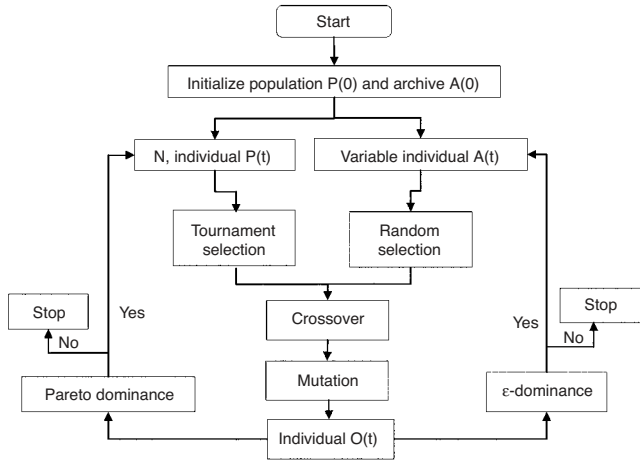 Start
Initialize population P(0) and archive A(0)
N, individual P(t)
Variable individual A(t)
Tournament
selection
Random
selection
Stop
Yes
No
Crossover
Yes
Stop
No
Mutation
Pareto dominance
ε-dominance
Individual O(t)